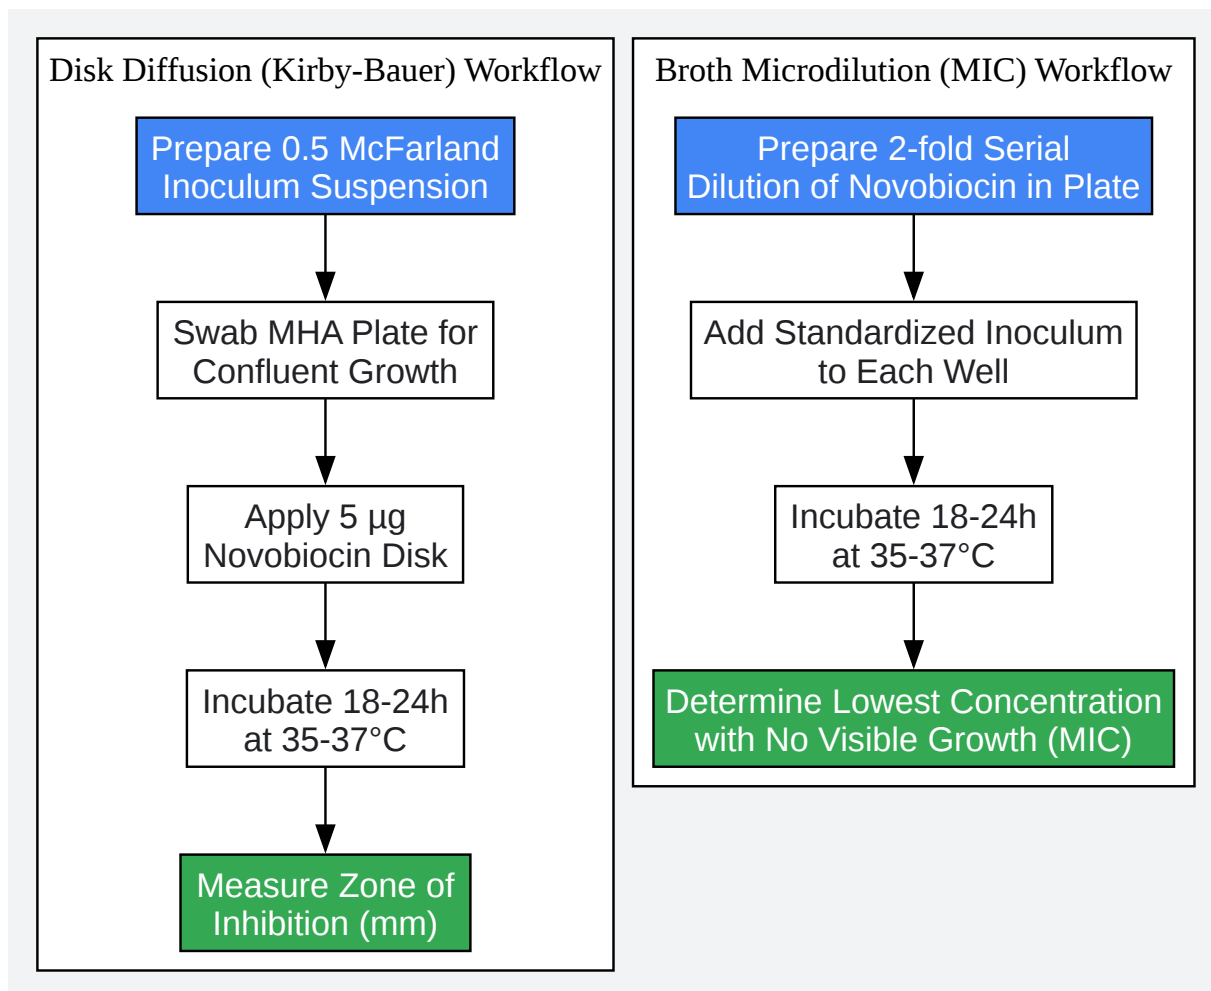 Disk Diffusion (Kirby-Bauer) Workflow
Prepare 0.5 McFarland
Inoculum Suspension
Swab MHA Plate for
Confluent Growth
Apply 5 µg
Novobiocin Disk
Incubate 18-24h
at 35-37°C
Measure Zone of
Inhibition (mm)
Broth Microdilution (MIC) Workflow
Prepare 2-fold Serial
Dilution of Novobiocin in Plate
Add Standardized Inoculum
to Each Well
Incubate 18-24h
at 35-37°C
Determine Lowest Concentration
with No Visible Growth (MIC)